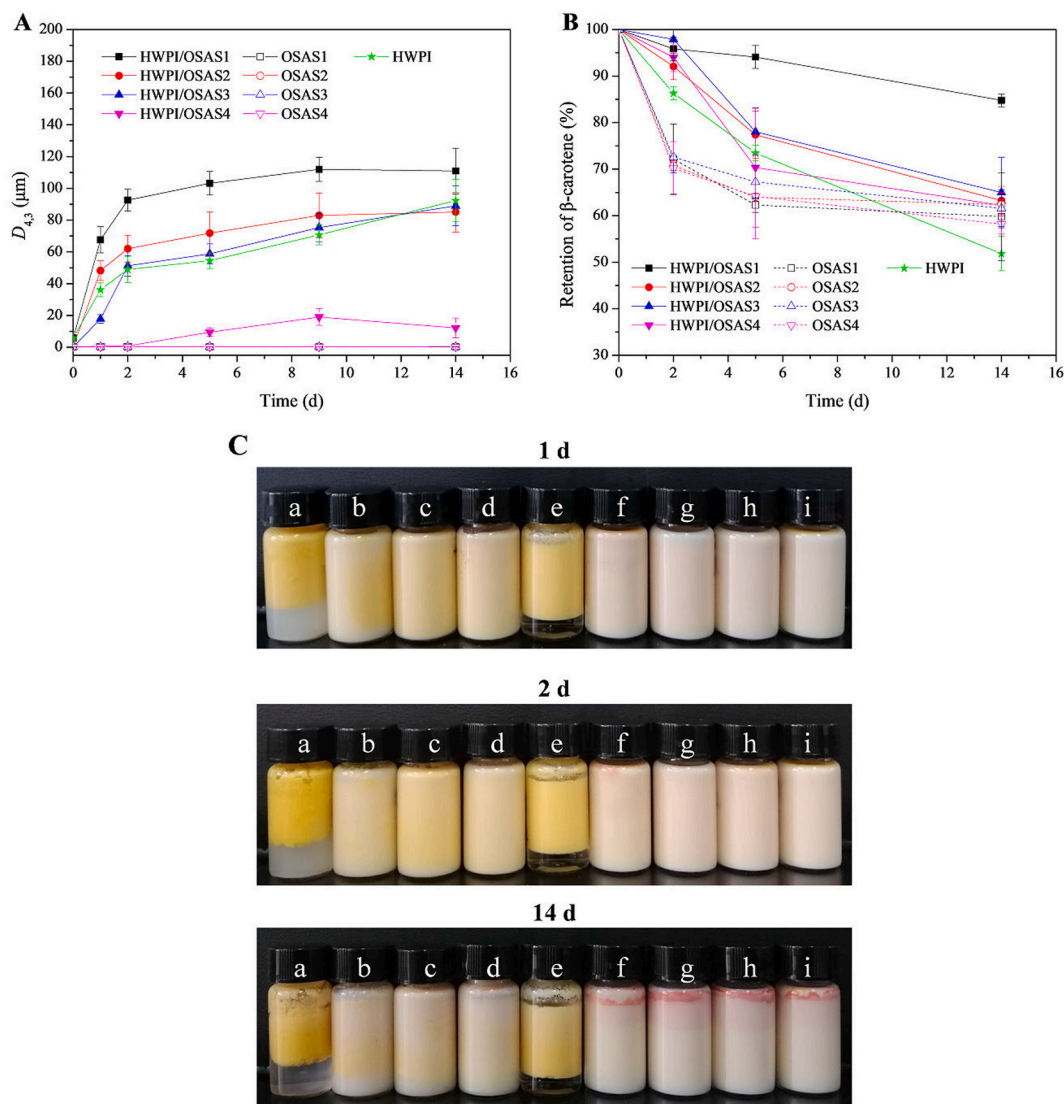 A
200
180
160
140
120
100
80
60
40
20
0
D4,3 (μm)
HWPI/OSAS1 OSAS1 HWPI
HWPI/OSAS2 OSAS2
HWPI/OSAS3 OSAS3
HWPI/OSAS4 OSAS4
0 2 4 6 8 10 12 14 16
Time (d)
B
100
90
80
70
60
50
40
30
Retention of β-carotene (%)
HWPI/OSAS1 OSAS1 HWPI
HWPI/OSAS2 OSAS2
HWPI/OSAS3 OSAS3
HWPI/OSAS4 OSAS4
0 2 4 6 8 10 12 14 16
Time (d)
C
1 d
a b c d e f g h i
2 d
a b c d e f g h i
14 d
a b c d e f g h i